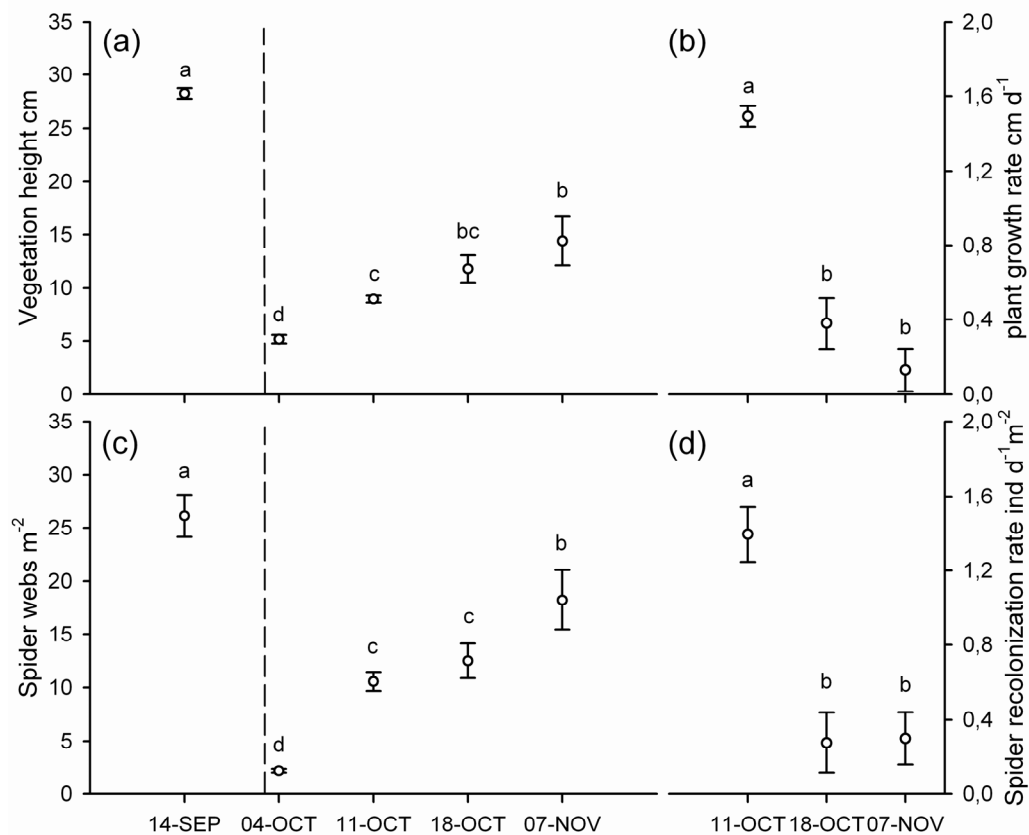 (a)
Vegetation height cm
35
30
25
20
15
10
5
0
a
d
c
bc
b
(b)
plant growth rate cm d⁻¹
2,0
1,6
1,2
0,8
0,4
0,0
a
b
b
(c)
Spider webs m⁻²
35
30
25
20
15
10
5
0
a
d
c
c
b
14-SEP 04-OCT 11-OCT 18-OCT 07-NOV
(d)
Spider recolonization rate ind d⁻¹m⁻²
2,0
1,6
1,2
0,8
0,4
0,0
a
b
b
11-OCT 18-OCT 07-NOV